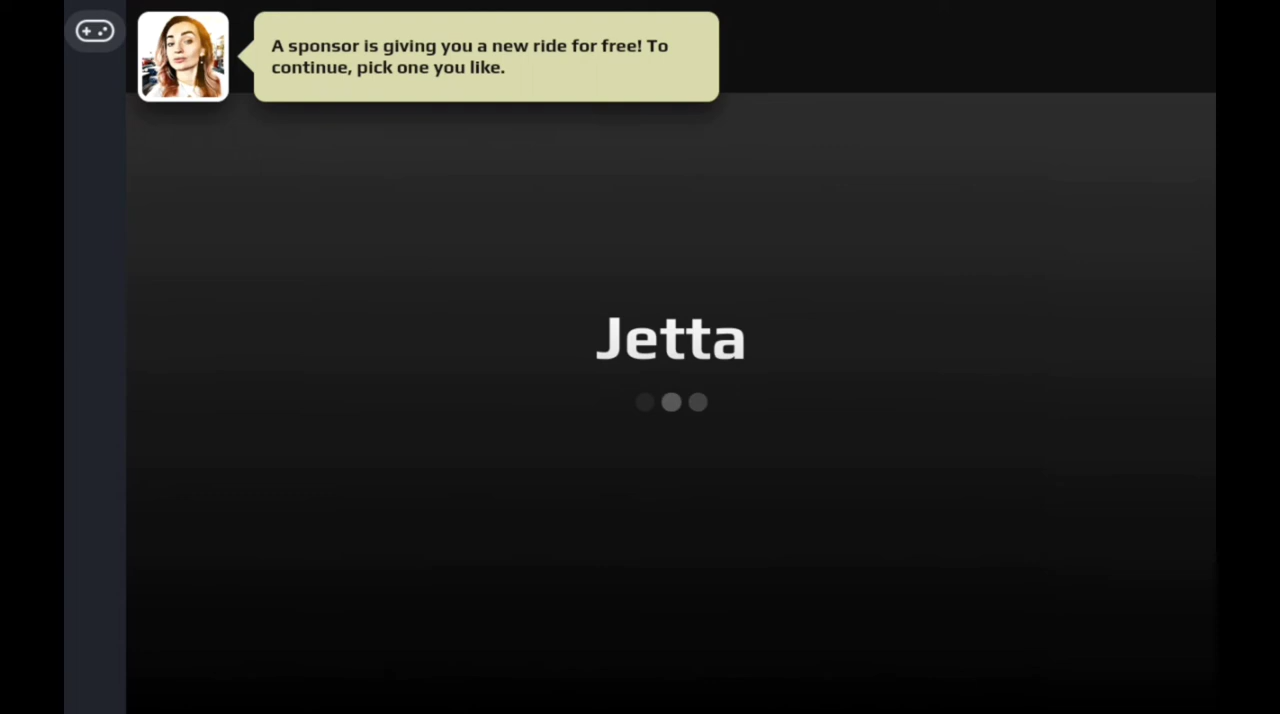 A sponsor is giving you a new ride for free! To
continue, pick one you like.
Jetta